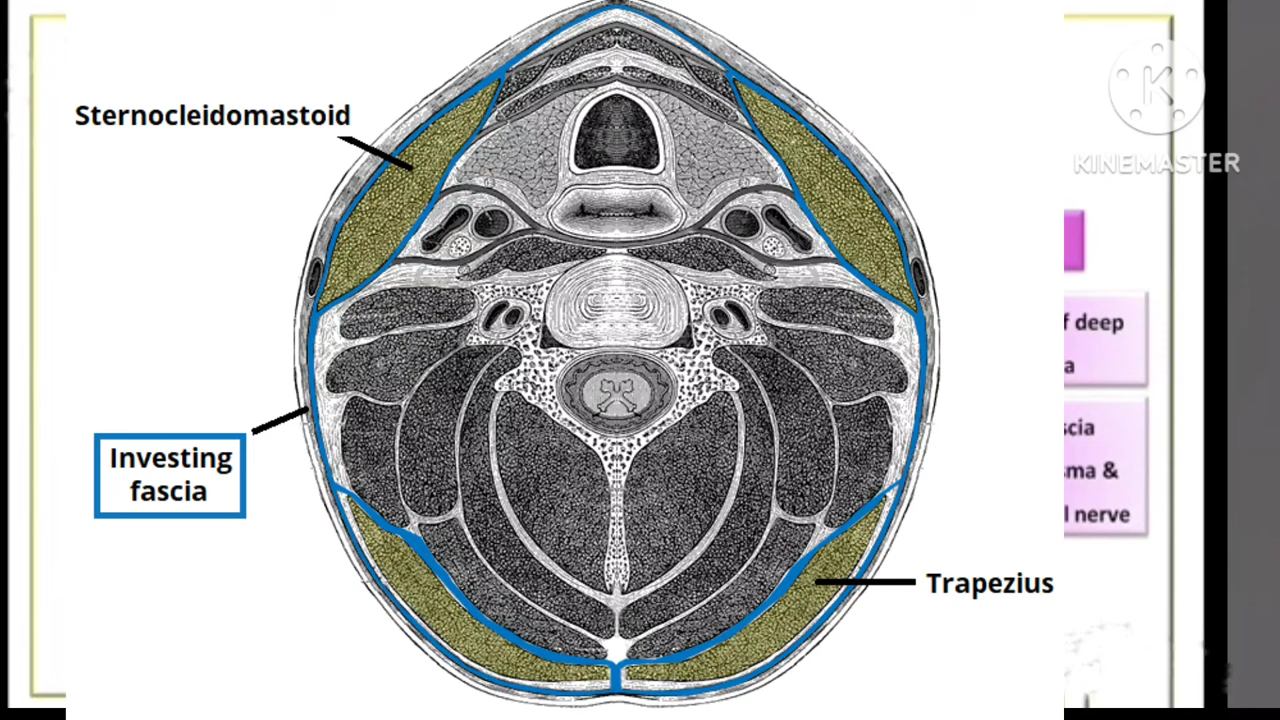 Sternocleidomastoid
KINEMASTER
f deep
a
Investing
fascia
scia
ma &
l nerve
Trapezius